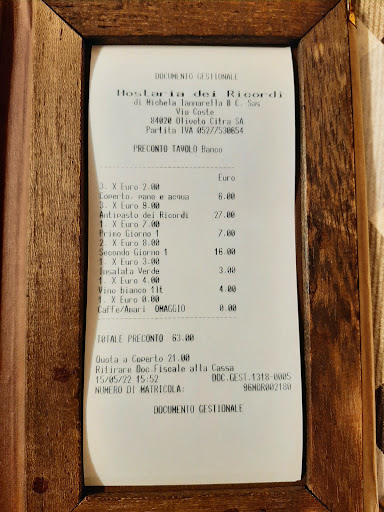 DOCUMENTO GESTIONALE
Hostaria dei Ricordi
di Michela Iannarella & C. Sas
Via Coste
84020 Oliveto Citra SA
Partita IVA 05277530654
PRECONTO TAVOLO Banco
Euro
3. X Euro 2.00
Coperto, pane e acqua 6.00
3. X Euro 9.00
Antipasto dei Ricordi 27.00
1. X Euro 7.00
Primo Giorno 1 7.00
2. X Euro 8.00
Secondo Giorno 1 16.00
1. X Euro 3.00
Insalata Verde 3.00
1. X Euro 4.00
Vino bianco 1lt 4.00
1. X Euro 0.00
Caffe/Amari OMAGGIO 0.00
TOTALE PRECONTO 63.00
Quota a Coperto 21.00
Ritirare Doc.Fiscale alla Cassa
15/05/22 15:52 DOC.GEST.1318-0005
NUMERO DI MATRICOLA: 96MOR002180
DOCUMENTO GESTIONALE